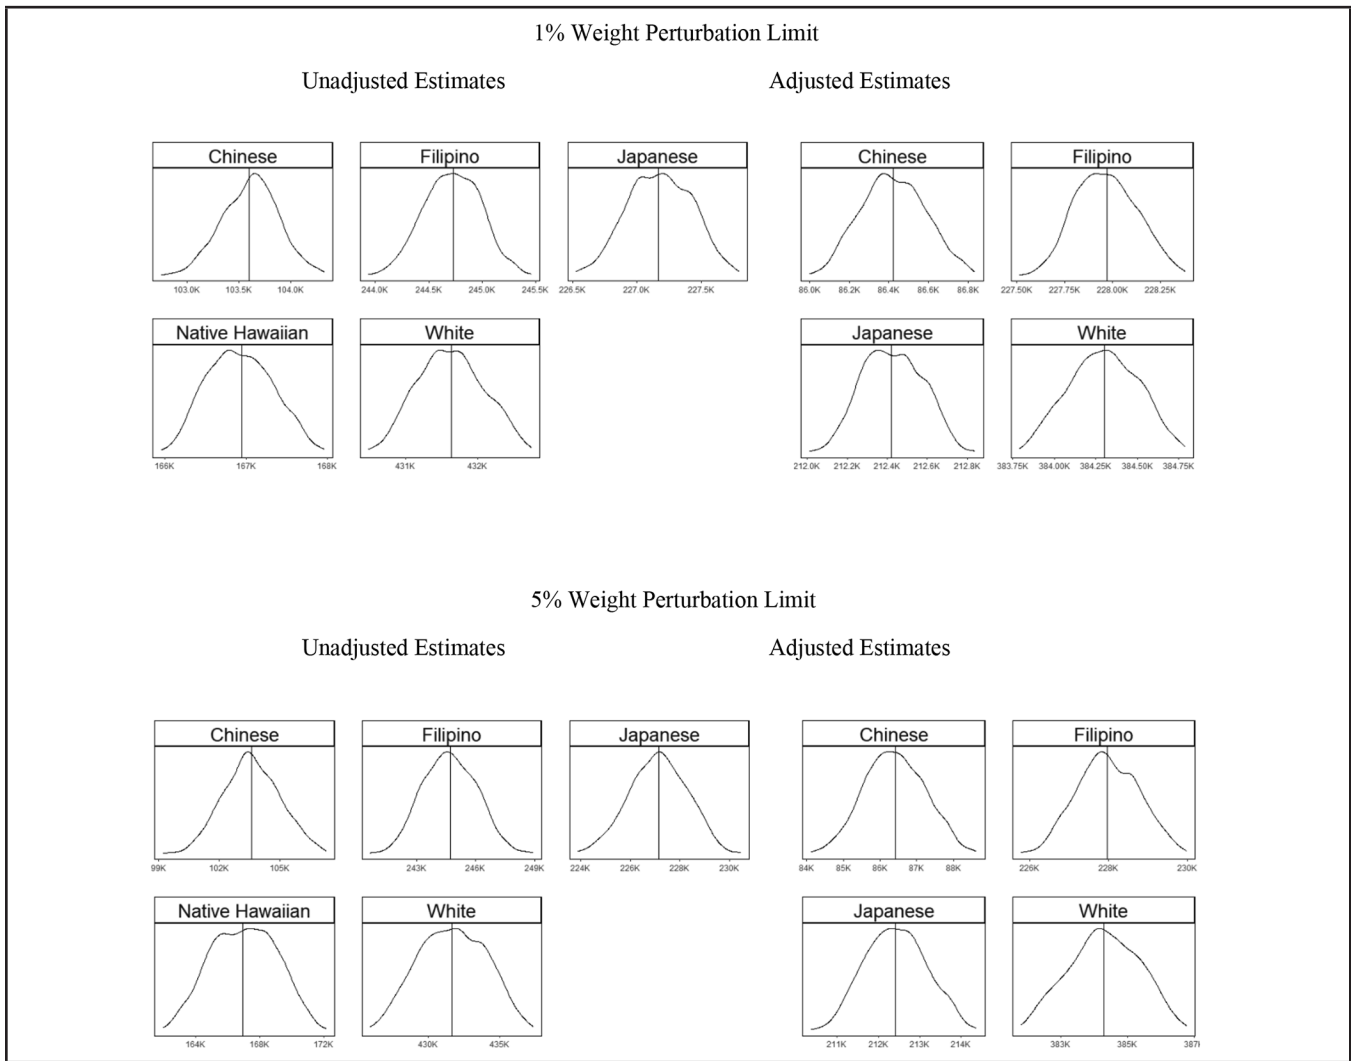 1% Weight Perturbation Limit
Unadjusted Estimates Adjusted Estimates
Chinese Filipino Japanese Chinese Filipino
103.0K 103.5K 104.0K 244.0K 244.5K 245.0K 245.5K 226.5K 227.0K 227.5K 86.0K 86.2K 86.4K 86.6K 86.8K 227.50K 227.75K 228.00K 228.25K
Native Hawaiian White Japanese White
166K 167K 168K 431K 432K 212.0K 212.2K 212.4K 212.6K 212.8K 383.75K 384.00K 384.25K 384.50K 384.75K
5% Weight Perturbation Limit
Unadjusted Estimates Adjusted Estimates
Chinese Filipino Japanese Chinese Filipino
99K 102K 105K 243K 246K 249K 224K 226K 228K 230K 84K 85K 86K 87K 88K 226K 228K 230K
Native Hawaiian White Japanese White
164K 168K 172K 430K 435K 211K 212K 213K 214K 383K 385K 387